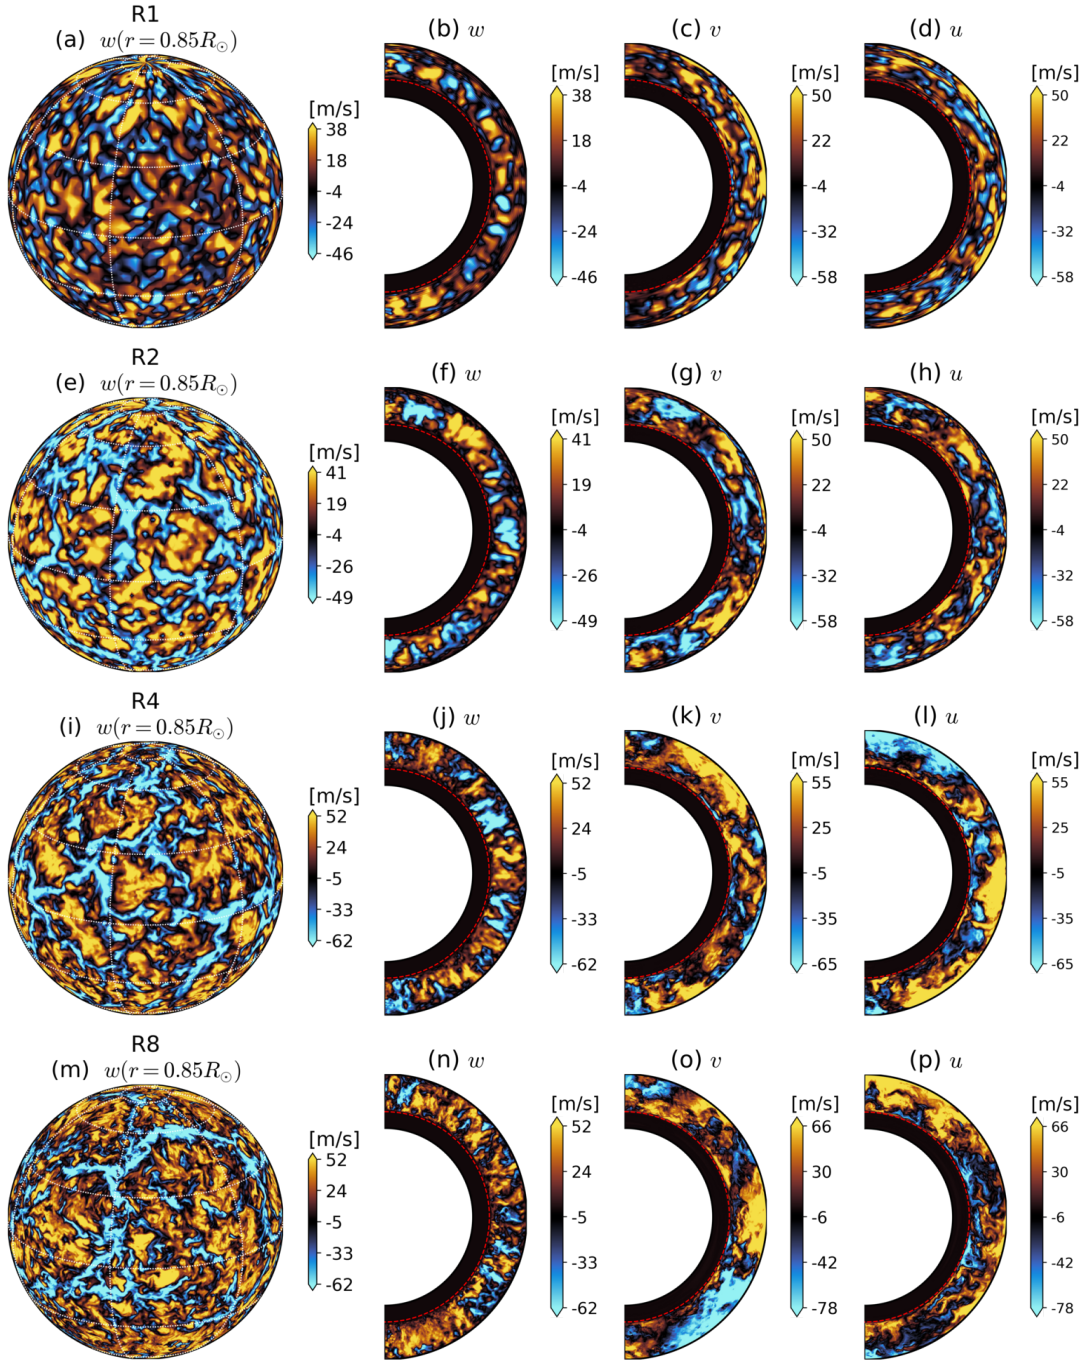 R1
(a) w(r = 0.85R☉)
(b) w
(c) v
(d) u
[m/s]
38
18
-4
-24
-46
[m/s]
38
18
-4
-24
-46
[m/s]
50
22
-4
-32
-58
[m/s]
50
22
-4
-32
-58
R2
(e) w(r = 0.85R☉)
(f) w
(g) v
(h) u
[m/s]
41
19
-4
-26
-49
[m/s]
41
19
-4
-26
-49
[m/s]
50
22
-4
-32
-58
[m/s]
50
22
-4
-32
-58
R4
(i) w(r = 0.85R☉)
(j) w
(k) v
(l) u
[m/s]
52
24
-5
-33
-62
[m/s]
52
24
-5
-33
-62
[m/s]
55
25
-5
-35
-65
[m/s]
55
25
-5
-35
-65
R8
(m) w(r = 0.85R☉)
(n) w
(o) v
(p) u
[m/s]
52
24
-5
-33
-62
[m/s]
52
24
-5
-33
-62
[m/s]
66
30
-6
-42
-78
[m/s]
66
30
-6
-42
-78